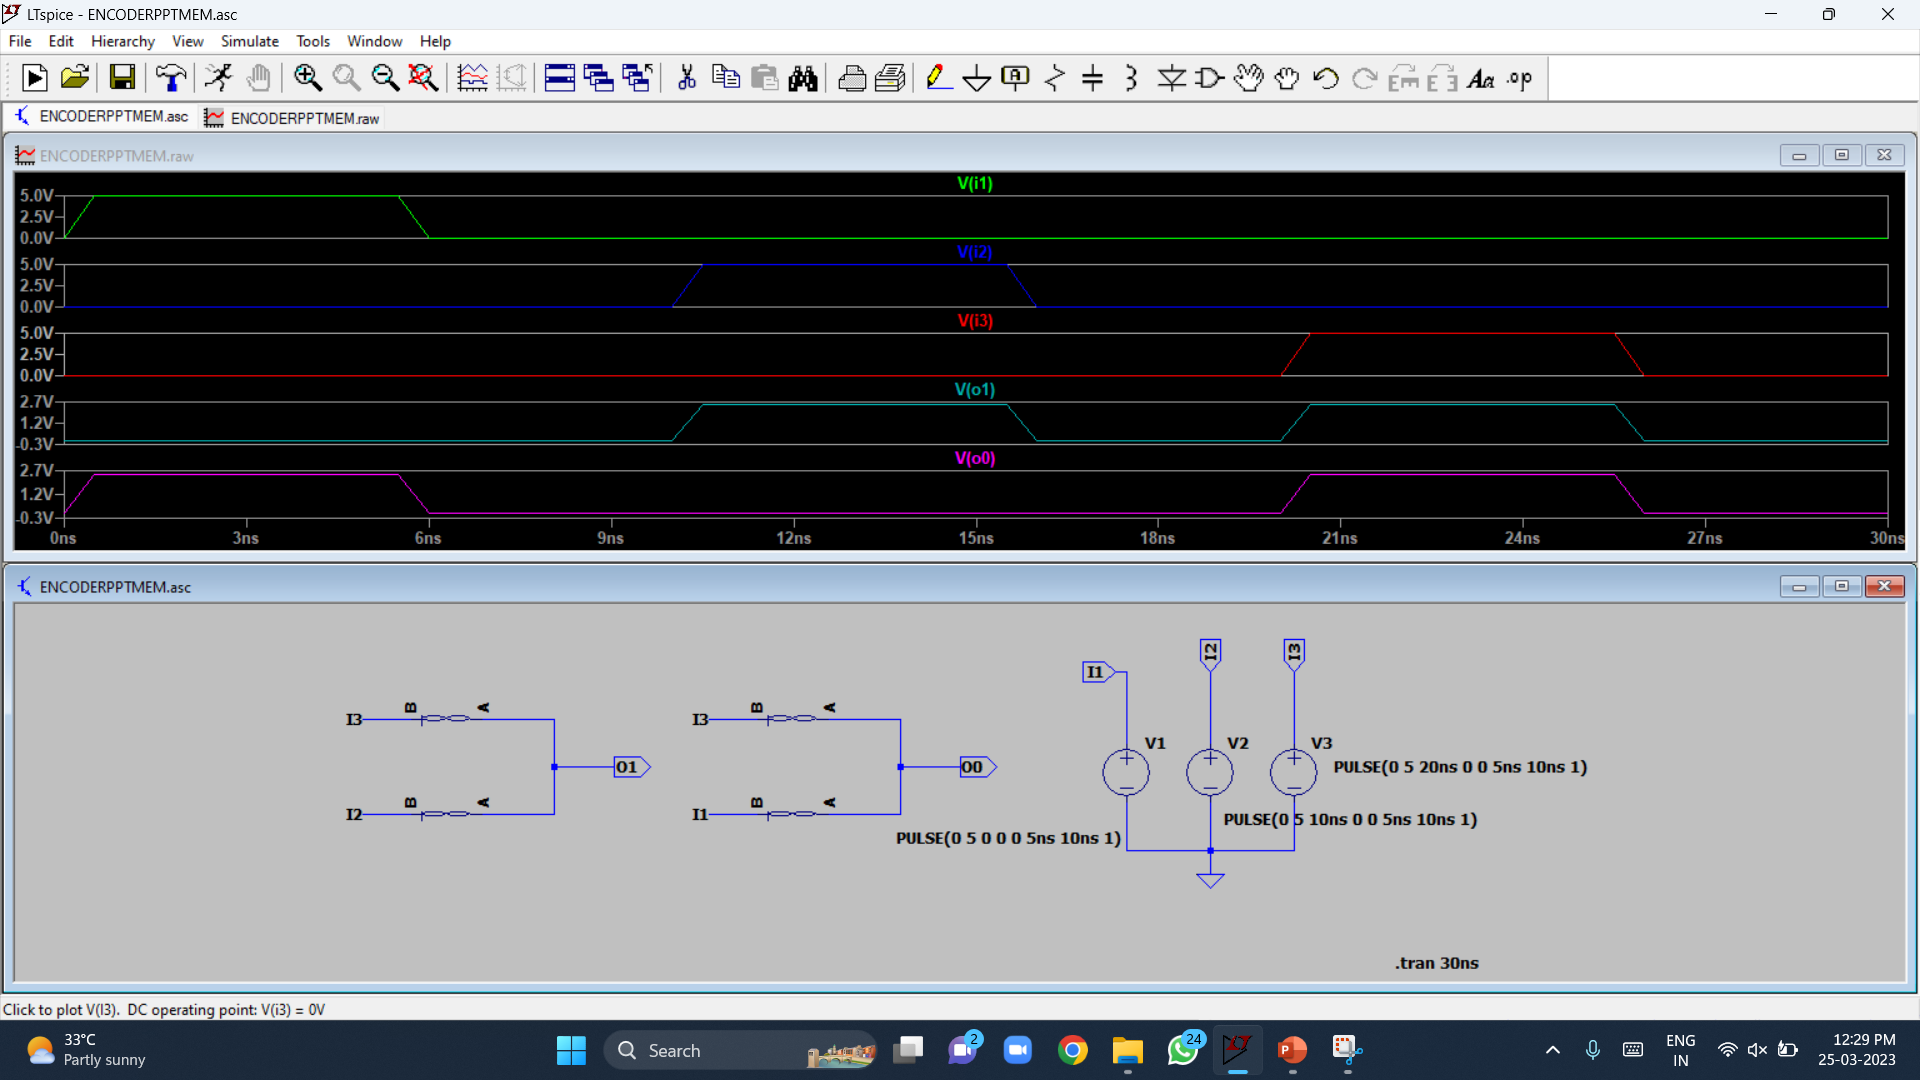 LTspice - ENCODERPPTMEM.asc
File Edit Hierarchy View Simulate Tools Window Help
A Aa .op
ENCODERPPTMEM.asc ENCODERPPTMEM.raw
ENCODERPPTMEM.raw
V(i1)
5.0V
2.5V
0.0V
V(i2)
5.0V
2.5V
0.0V
V(i3)
5.0V
2.5V
0.0V
V(o1)
2.7V
1.2V
-0.3V
V(o0)
2.7V
1.2V
-0.3V
0ns 3ns 6ns 9ns 12ns 15ns 18ns 21ns 24ns 27ns 30ns
ENCODERPPTMEM.asc
I3 B A
O1
I2 B A
I3 B A
O0
I1 B A
I1
I2
I3
V1
V2
V3
PULSE(0 5 20ns 0 0 5ns 10ns 1)
PULSE(0 5 10ns 0 0 5ns 10ns 1)
PULSE(0 5 0 0 0 5ns 10ns 1)
.tran 30ns
Click to plot V(I3). DC operating point: V(i3) = 0V
33°C
Partly sunny
Search
2
24
ENG
IN
12:29 PM
25-03-2023